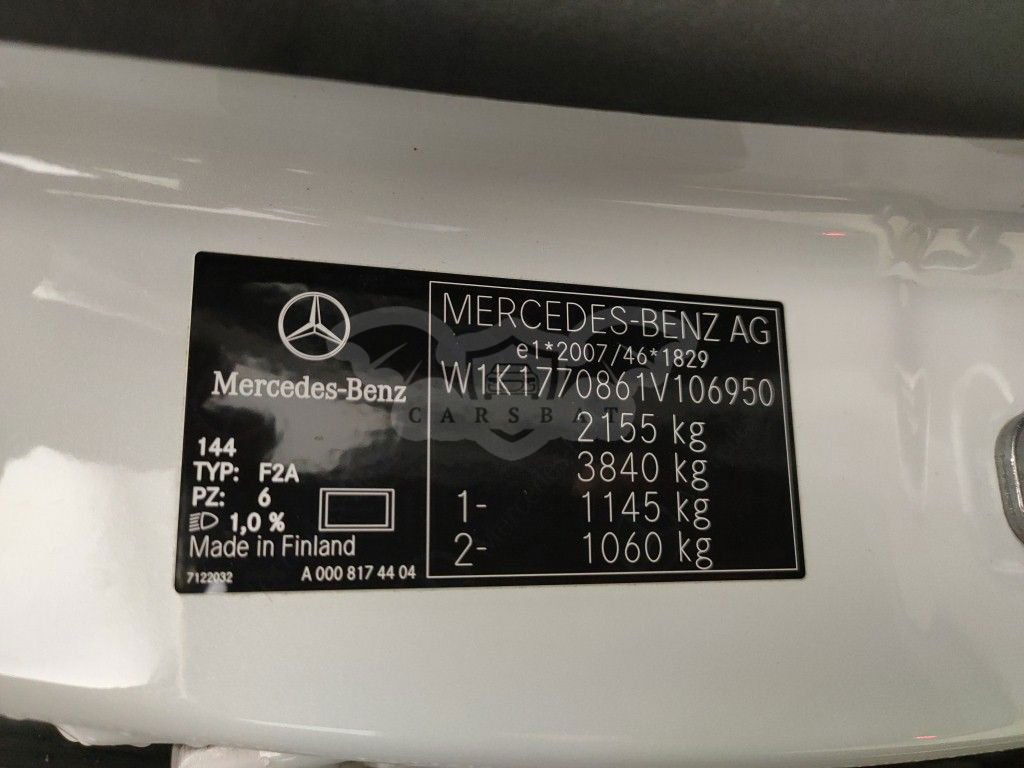 Mercedes-Benz
144
TYP: F2A
PZ: 6
1,0 %
Made in Finland
7122032 A 000 817 44 04
MERCEDES-BENZ AG
e1*2007/46*1829
W1K1770861V106950
2155 kg
3840 kg
1- 1145 kg
2- 1060 kg
CARSBAT